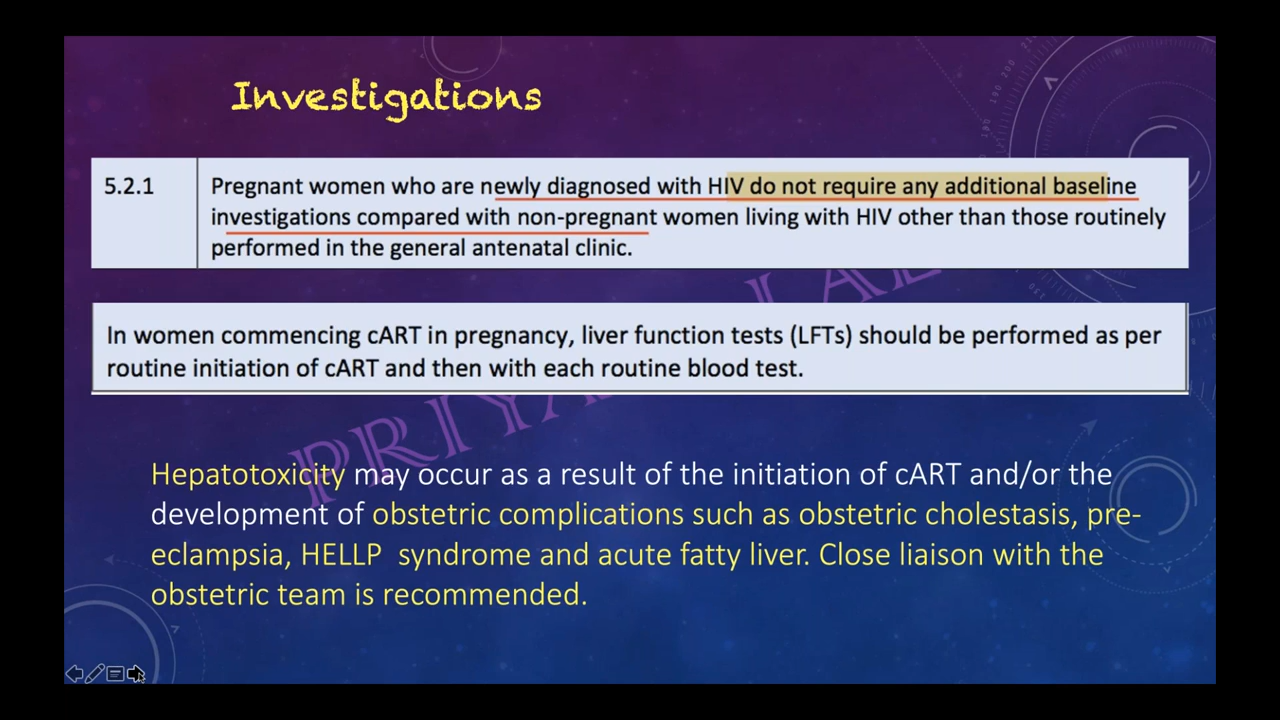 Investigations
5.2.1
Pregnant women who are newly diagnosed with HIV do not require any additional baseline
investigations compared with non-pregnant women living with HIV other than those routinely
performed in the general antenatal clinic.
In women commencing cART in pregnancy, liver function tests (LFTs) should be performed as per
routine initiation of cART and then with each routine blood test.
Hepatotoxicity may occur as a result of the initiation of cART and/or the
development of obstetric complications such as obstetric cholestasis, pre-
eclampsia, HELLP syndrome and acute fatty liver. Close liaison with the
obstetric team is recommended.